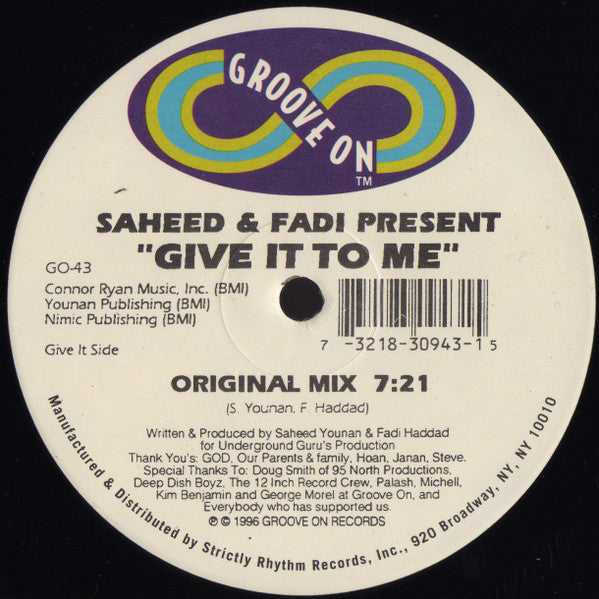 GROOVE ON
TM
SAHEED & FADI PRESENT
"GIVE IT TO ME"
GO-43
Connor Ryan Music, Inc. (BMI)
Younan Publishing (BMI)
Nimic Publishing (BMI)
Give It Side
7 -3218-30943-1 5
ORIGINAL MIX 7:21
(S. Younan, F. Haddad)
Written & Produced by Saheed Younan & Fadi Haddad
for Underground Guru's Production
Thank You's: GOD, Our Parents & family, Hoan, Janan, Steve.
Special Thanks To: Doug Smith of 95 North Productions,
Deep Dish Boyz, The 12 Inch Record Crew, Palash, Michell,
Kim Benjamin and George Morel at Groove On, and
Everybody who has supported us.
℗ © 1996 GROOVE ON RECORDS
Manufactured & Distributed by Strictly Rhythm Records, Inc., 920 Broadway, NY, NY 10010